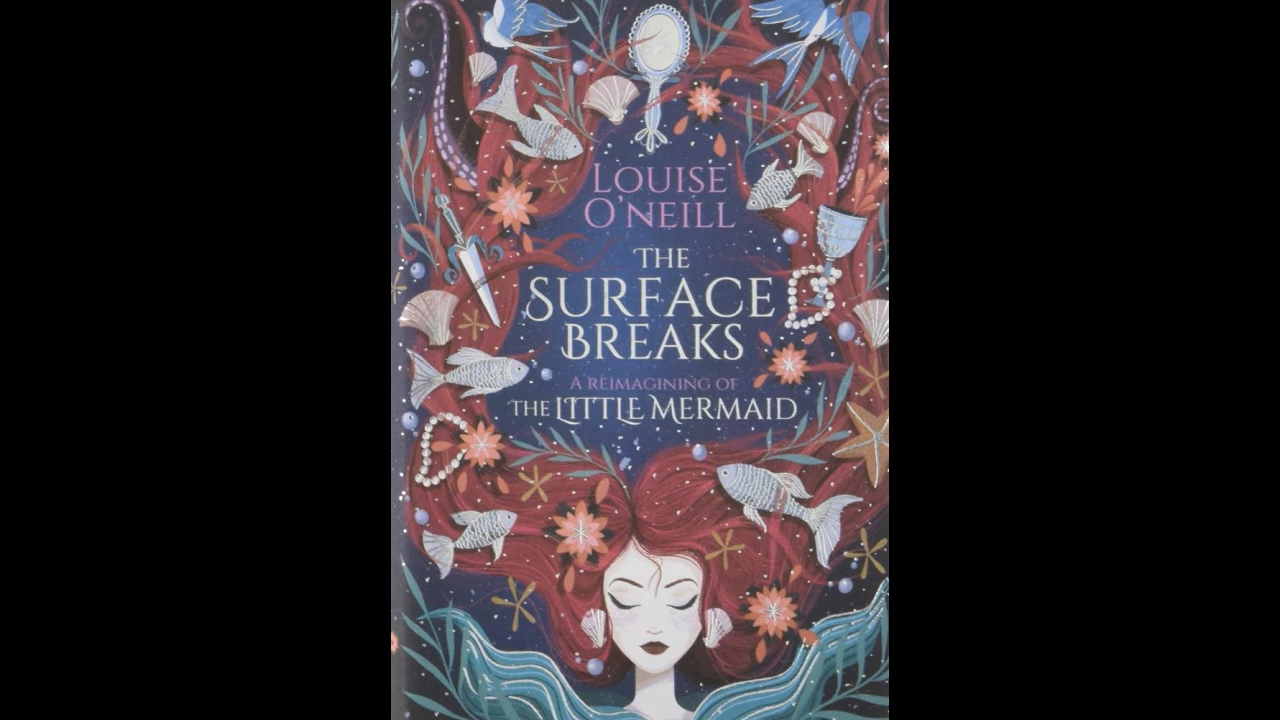 LOUISE
O'NEILL
THE
SURFACE
BREAKS
A REIMAGINING OF
THE LITTLE MERMAID